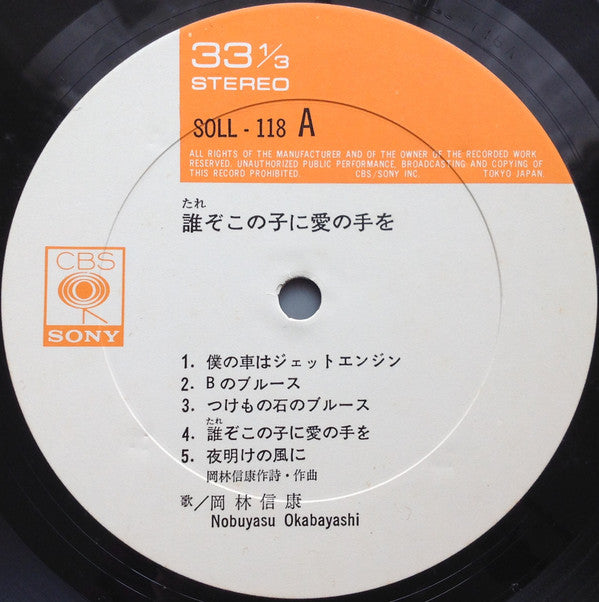 33 1/3
STEREO
SOLL - 118 A
ALL RIGHTS OF THE MANUFACTURER AND OF THE OWNER OF THE RECORDED WORK
RESERVED. UNAUTHORIZED PUBLIC PERFORMANCE. BROADCASTING AND COPYING OF
THIS RECORD PROHIBITED. CBS/SONY INC. TOKYO JAPAN.
たれ
誰ぞこの子に愛の手を
CBS
SONY
1. 僕の車はジェットエンジン
2. Bのブルース
3. つけもの石のブルース
たれ
4. 誰ぞこの子に愛の手を
5. 夜明けの風に
岡林信康作詩・作曲
歌/岡林信康
Nobuyasu Okabayashi